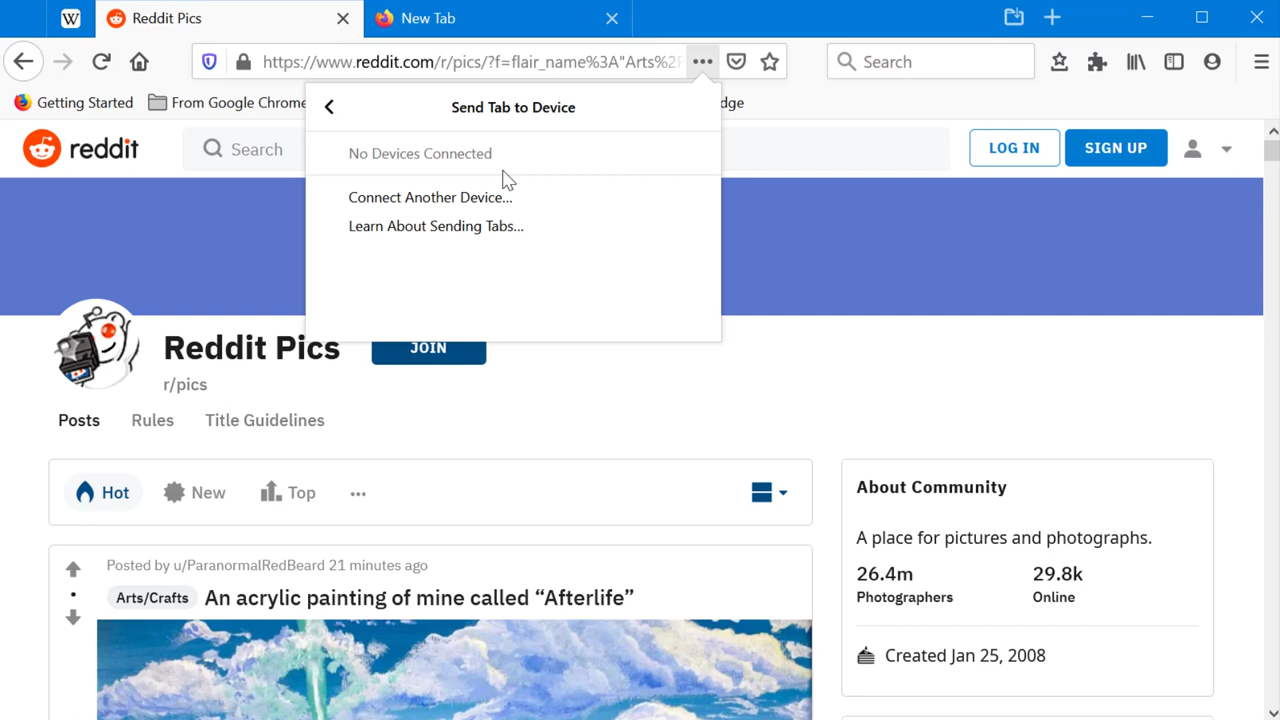 W
Reddit Pics
New Tab
https://www.reddit.com/r/pics/?f=flair_name%3A"Arts%2F
Search
Getting Started
From Google Chrome
dge
Send Tab to Device
No Devices Connected
Connect Another Device...
Learn About Sending Tabs...
reddit
Search
LOG IN
SIGN UP
Reddit Pics
JOIN
r/pics
Posts
Rules
Title Guidelines
Hot
New
Top
About Community
A place for pictures and photographs.
26.4m
29.8k
Photographers
Online
Created Jan 25, 2008
Posted by u/ParanormalRedBeard 21 minutes ago
Arts/Crafts
An acrylic painting of mine called “Afterlife”